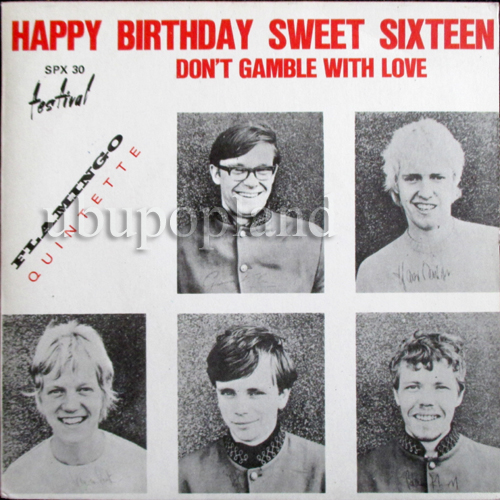 HAPPY BIRTHDAY SWEET SIXTEEN
SPX 30
DON'T GAMBLE WITH LOVE
festival
FLAMINGO
QUINTETTE
ubupopland